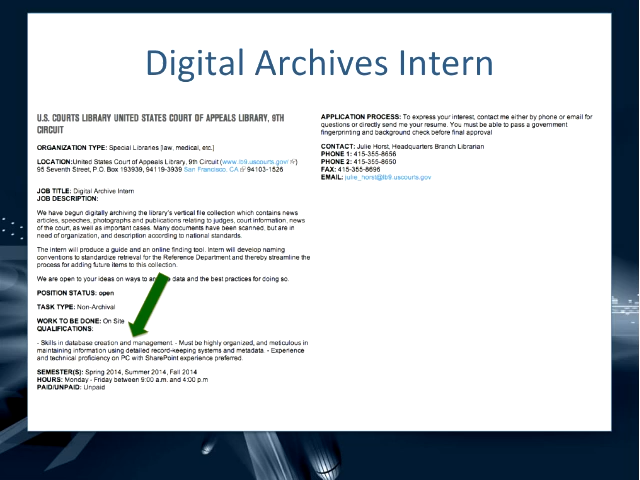 Digital Archives Intern
U.S. COURTS LIBRARY UNITED STATES COURT OF APPEALS LIBRARY, 9TH
CIRCUIT
ORGANIZATION TYPE: Special Libraries [law, medical, etc.]
LOCATION:United States Court of Appeals Library, 9th Circuit (www.lb9.uscourts.gov/)
95 Seventh Street, P.O. Box 193939, 94119-3939 San Francisco, CA 94103-1526
JOB TITLE: Digital Archive Intern
JOB DESCRIPTION:
We have begun digitally archiving the library's vertical file collection which contains news
articles, speeches, photographs and publications relating to judges, court information, news
of the court, as well as important cases. Many documents have been scanned, but are in
need of organization, and description according to national standards.
The intern will produce a guide and an online finding tool. Intern will develop naming
conventions to standardize retrieval for the Reference Department and thereby streamline the
process for adding future items to this collection.
We are open to your ideas on ways to data and the best practices for doing so.
POSITION STATUS: open
TASK TYPE: Non-Archival
WORK TO BE DONE: On Site
QUALIFICATIONS:
- Skills in database creation and management. - Must be highly organized, and meticulous in
maintaining information using detailed record-keeping systems and metadata. - Experience
and technical proficiency on PC with SharePoint experience preferred.
SEMESTER(S): Spring 2014, Summer 2014, Fall 2014
HOURS: Monday - Friday between 9:00 a.m. and 4:00 p.m
PAID/UNPAID: Unpaid
APPLICATION PROCESS: To express your interest, contact me either by phone or email for
questions or directly send me your resume. You must be able to pass a government
fingerprinting and background check before final approval
CONTACT: Julie Horst, Headquarters Branch Librarian
PHONE 1: 415-355-8656
PHONE 2: 415-355-8650
FAX: 415-355-8696
EMAIL: julie_horst@lb9.uscourts.gov